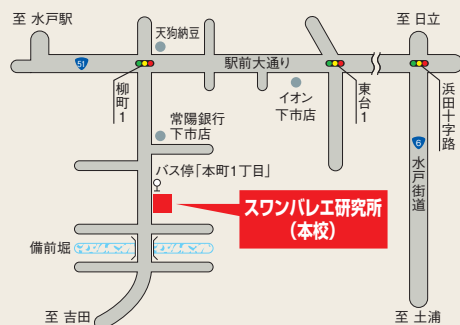 至 水戸駅
至 日立
天狗納豆
51
駅前大通り
柳町1
イオン
下市店
東台1
浜田十字路
常陽銀行
下市店
6
水戸街道
バス停「本町1丁目」
スワンバレエ研究所
(本校)
備前堀
至 吉田
至 土浦